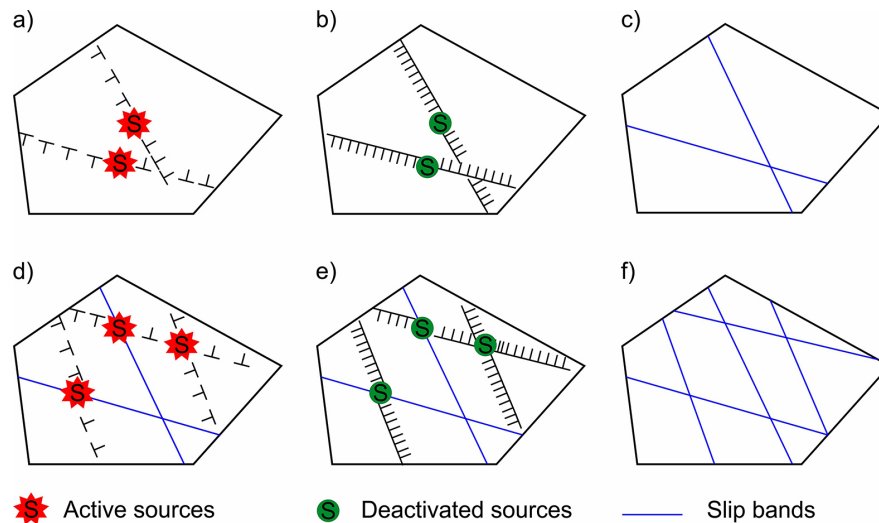 a) b) c)
S S
S S
d) e) f)
S S S
S S S
S Active sources S Deactivated sources Slip bands